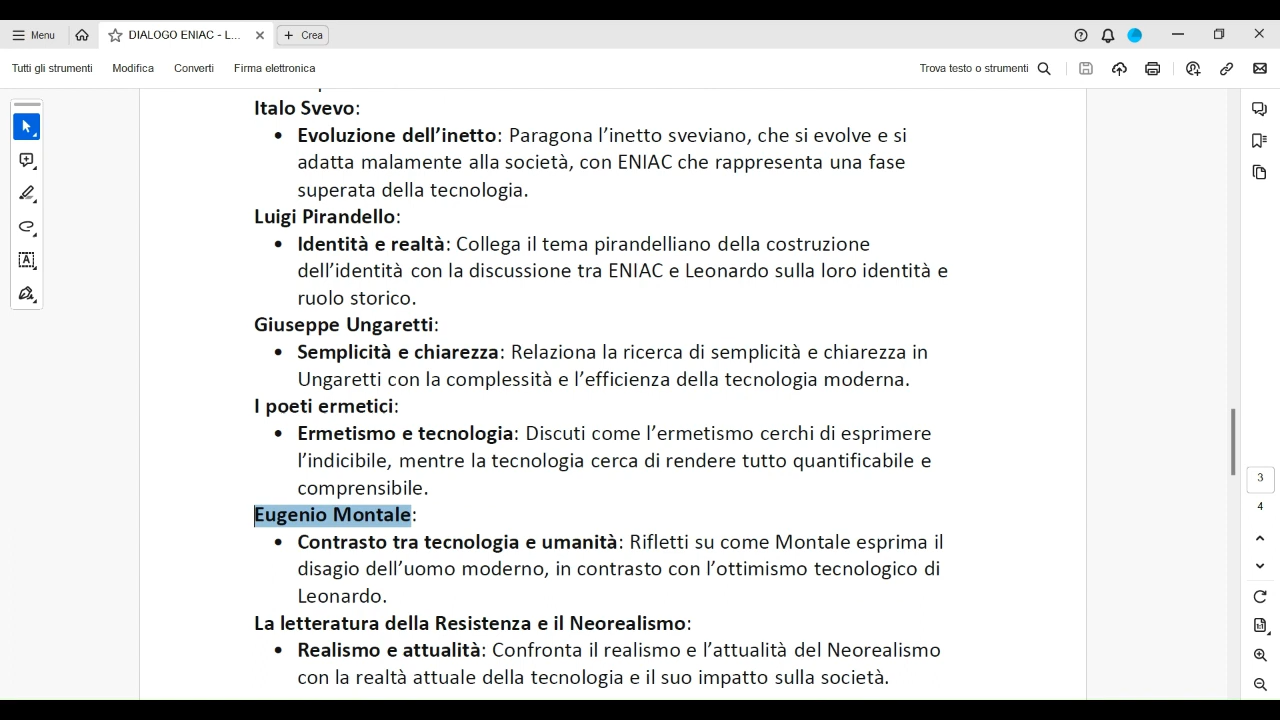 Menu
DIALOGO ENIAC - L...
Crea
Tutti gli strumenti
Modifica
Converti
Firma elettronica
Trova testo o strumenti
Italo Svevo:
• Evoluzione dell'inetto: Paragona l'inetto sveviano, che si evolve e si
adatta malamente alla società, con ENIAC che rappresenta una fase
superata della tecnologia.
Luigi Pirandello:
• Identità e realtà: Collega il tema pirandelliano della costruzione
dell'identità con la discussione tra ENIAC e Leonardo sulla loro identità e
ruolo storico.
Giuseppe Ungaretti:
• Semplicità e chiarezza: Relaziona la ricerca di semplicità e chiarezza in
Ungaretti con la complessità e l'efficienza della tecnologia moderna.
I poeti ermetici:
• Ermetismo e tecnologia: Discuti come l'ermetismo cerchi di esprimere
l'indicibile, mentre la tecnologia cerca di rendere tutto quantificabile e
comprensibile.
Eugenio Montale:
• Contrasto tra tecnologia e umanità: Rifletti su come Montale esprima il
disagio dell'uomo moderno, in contrasto con l'ottimismo tecnologico di
Leonardo.
La letteratura della Resistenza e il Neorealismo:
• Realismo e attualità: Confronta il realismo e l'attualità del Neorealismo
con la realtà attuale della tecnologia e il suo impatto sulla società.
3
4